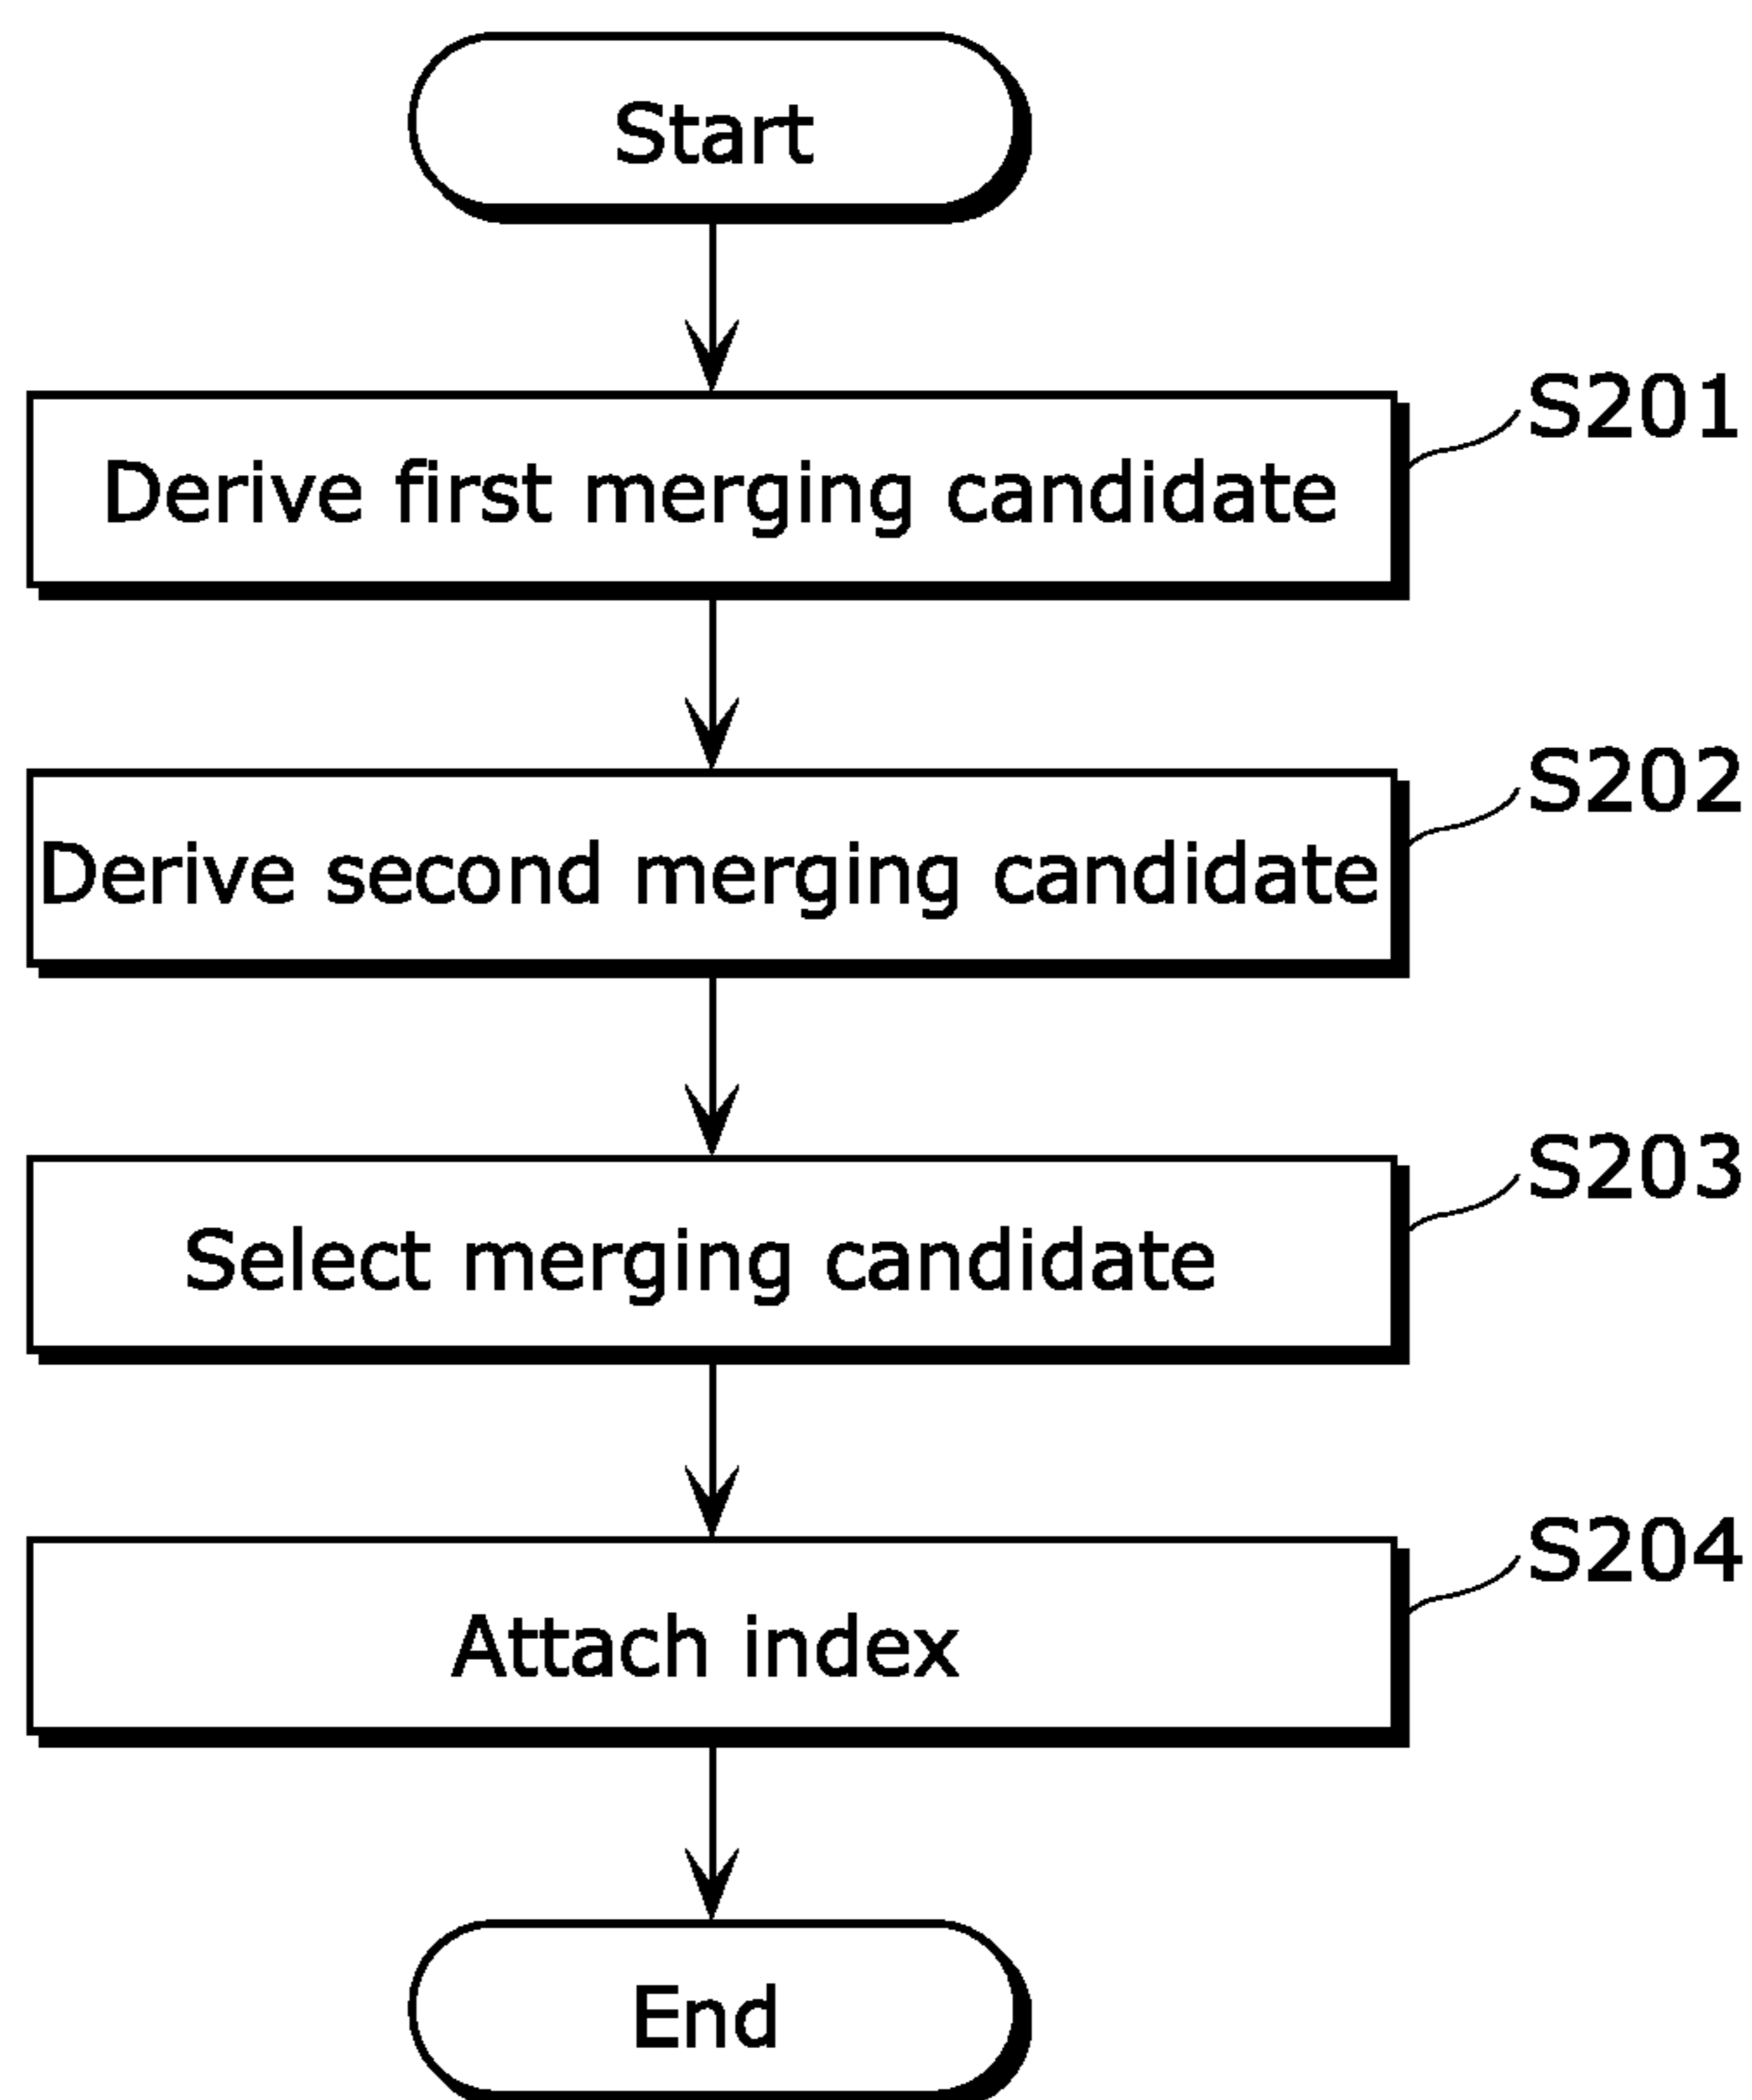 Start
Derive first merging candidate
S201
Derive second merging candidate
S202
Select merging candidate
S203
Attach index
S204
End